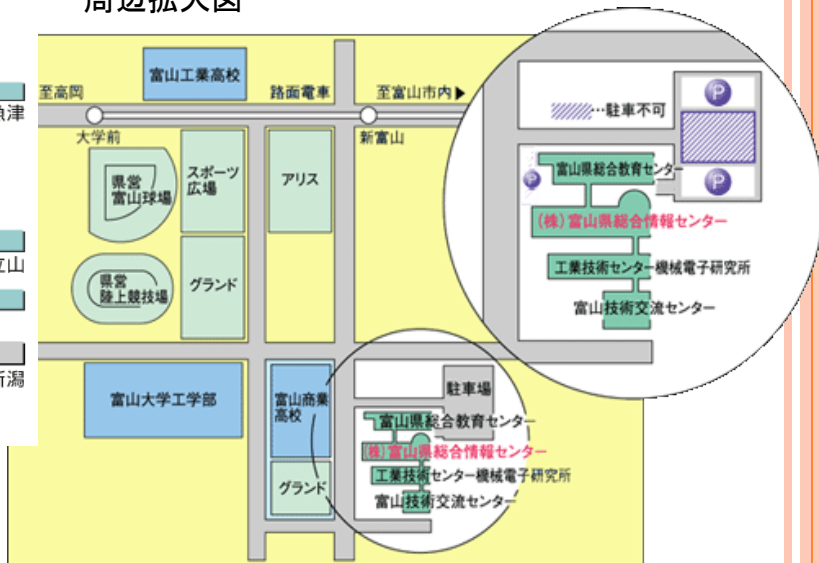 周辺拡大図
魚津
立山
新潟
富山工業高校
至高岡
路面電車
至富山市内▶
大学前
新富山
県営
富山球場
スポーツ
広場
アリス
県営
陸上競技場
グランド
富山大学工学部
富山商業
高校
グランド
駐車場
富山県総合教育センター
(株)富山県総合情報センター
工業技術センター機械電子研究所
富山技術交流センター
P
…駐車不可
P
P
富山県総合教育センター
(株)富山県総合情報センター
工業技術センター機械電子研究所
富山技術交流センター